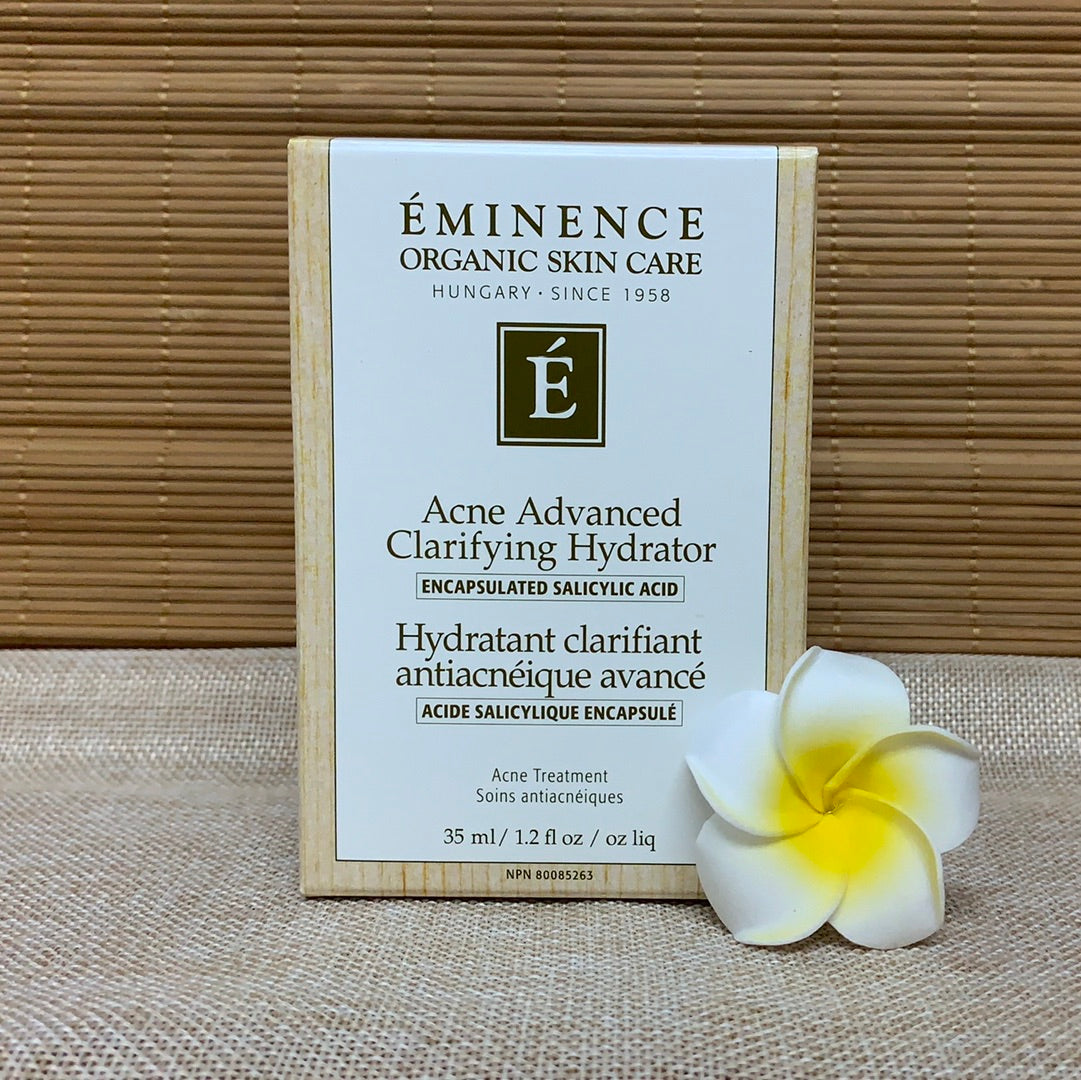 ÉMINENCE
ORGANIC SKIN CARE
HUNGARY · SINCE 1958
É
Acne Advanced
Clarifying Hydrator
ENCAPSULATED SALICYLIC ACID
Hydratant clarifiant
antiacnéique avancé
ACIDE SALICYLIQUE ENCAPSULÉ
Acne Treatment
Soins antiacnéiques
35 ml/ 1.2 fl oz / oz liq
NPN 80085263